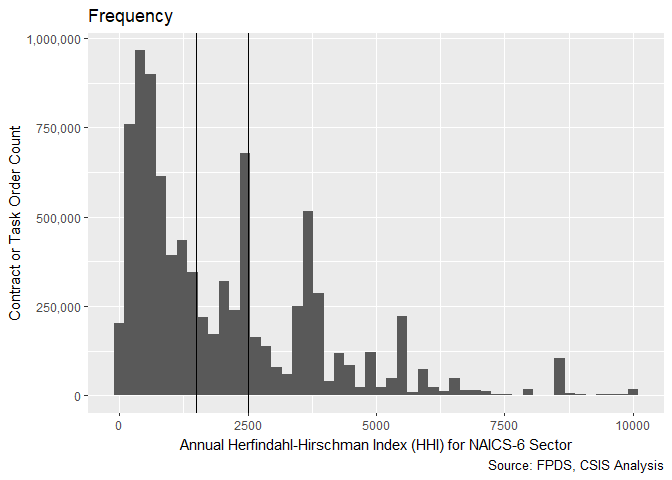 Frequency
1,000,000
750,000
500,000
250,000
0
Contract or Task Order Count
0 2500 5000 7500 10000
Annual Herfindahl-Hirschman Index (HHI) for NAICS-6 Sector
Source: FPDS, CSIS Analysis